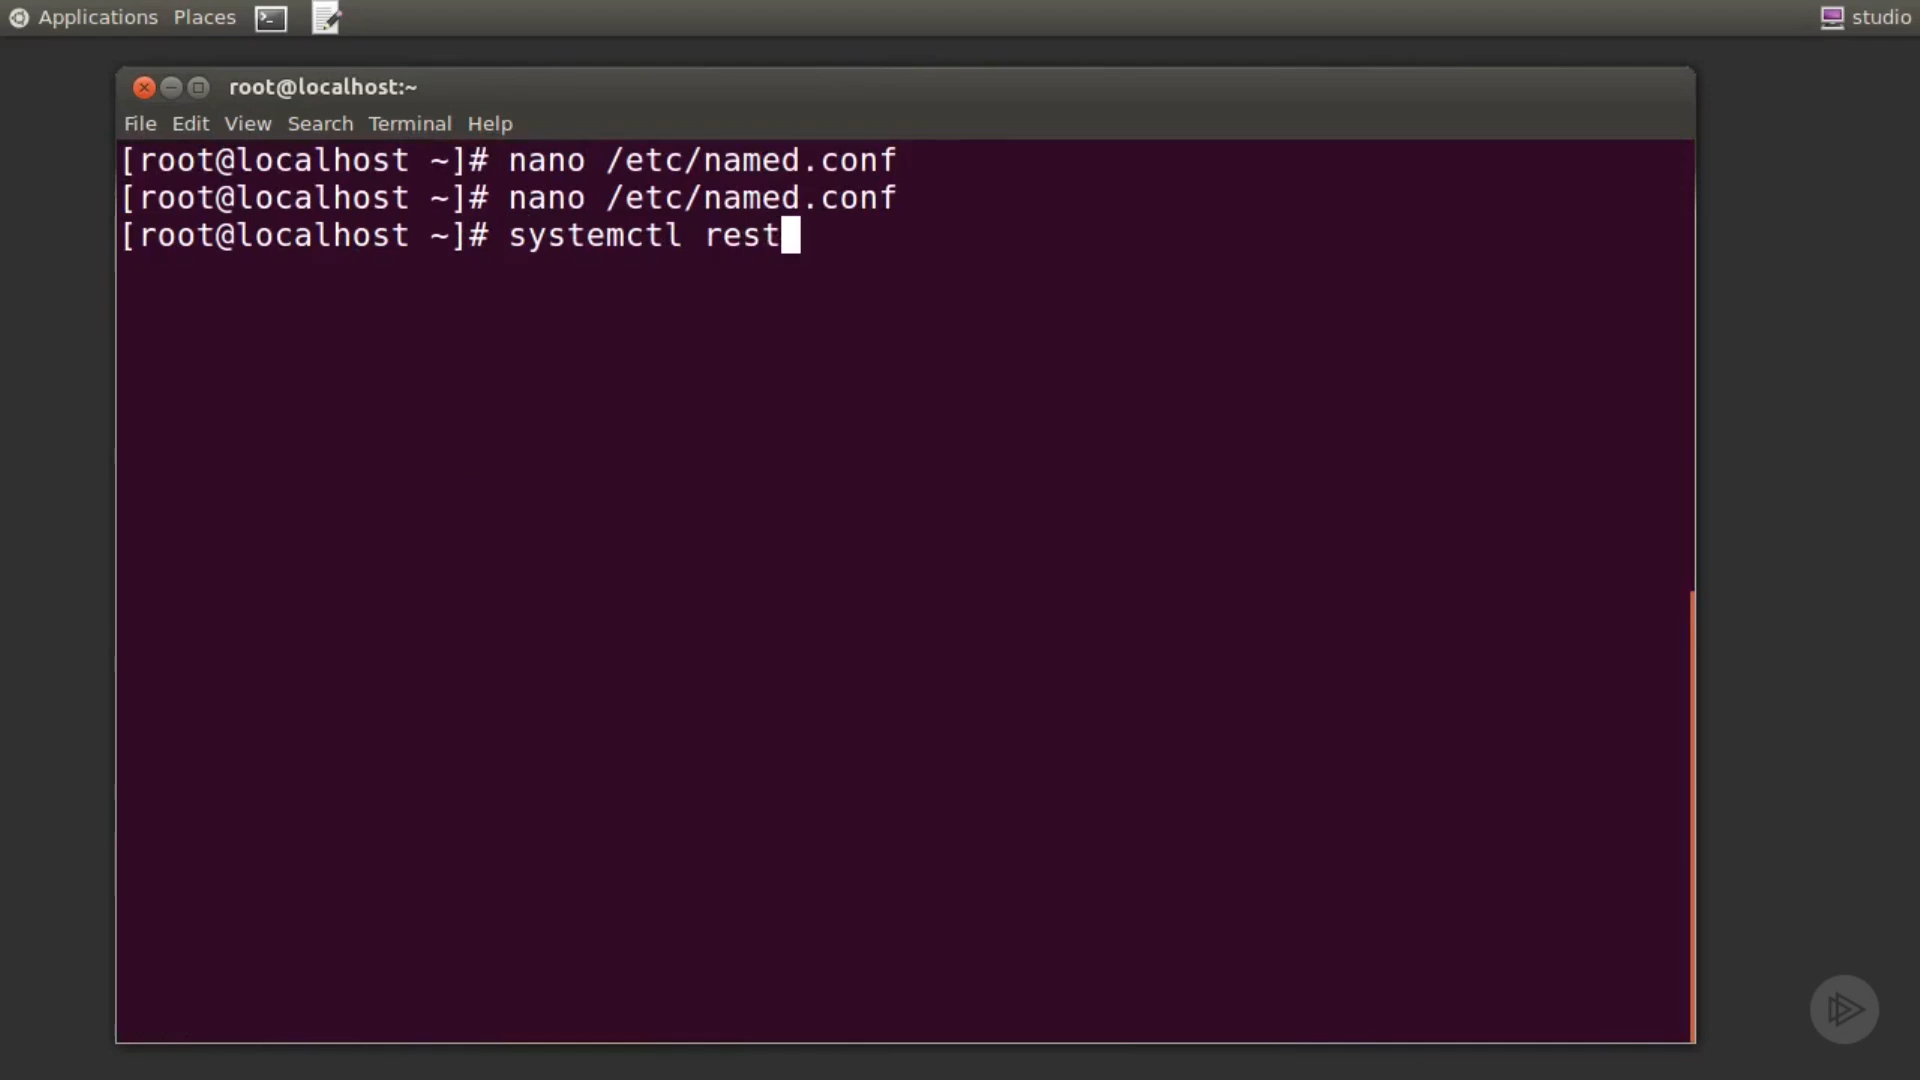 Applications Places studio
root@localhost:~
File Edit View Search Terminal Help
[root@localhost ~]# nano /etc/named.conf
[root@localhost ~]# nano /etc/named.conf
[root@localhost ~]# systemctl rest